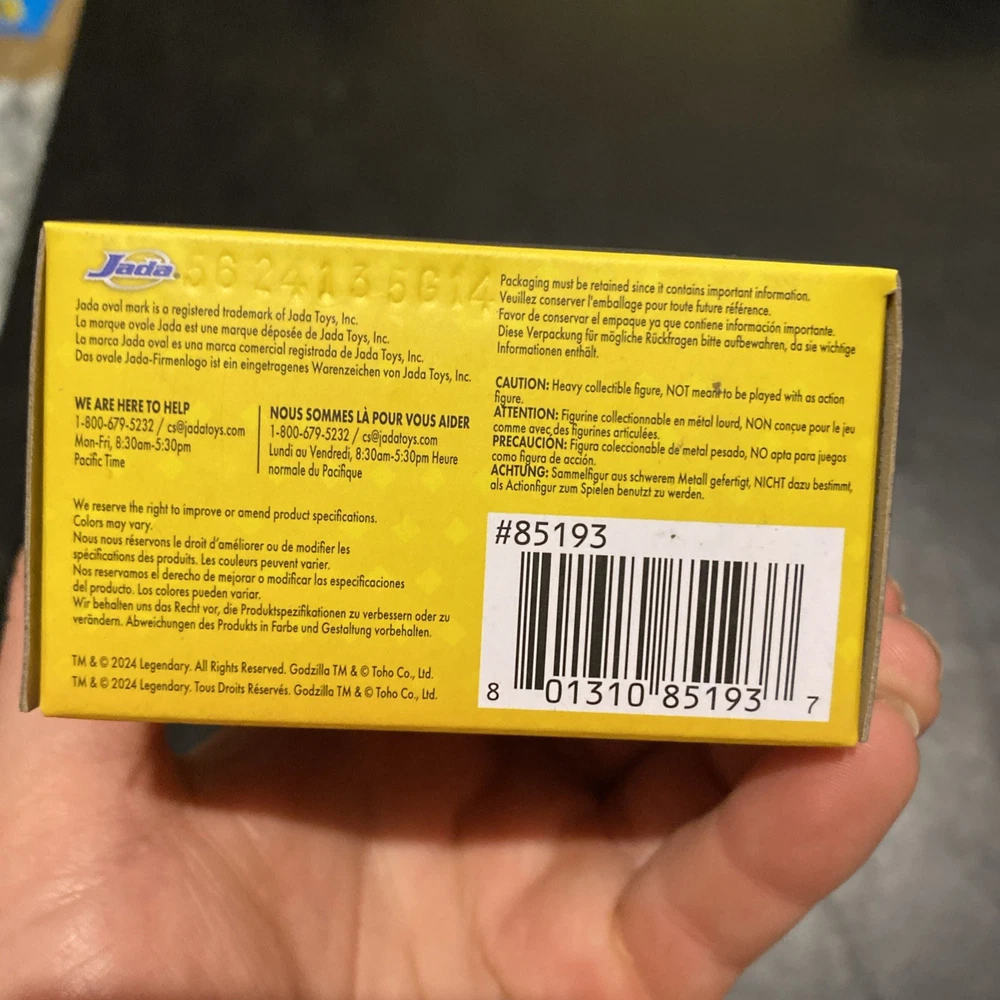 Jada
.56 24135G14
Jada oval mark is a registered trademark of Jada Toys, Inc.
La marque ovale Jada est une marque déposée de Jada Toys, Inc.
La marca Jada oval es una marca comercial registrada de Jada Toys, Inc.
Das ovale Jada-Firmenlogo ist ein eingetragenes Warenzeichen von Jada Toys, Inc.
WE ARE HERE TO HELP
1-800-679-5232 / cs@jadatoys.com
Mon-Fri, 8:30am-5:30pm
Pacific Time
NOUS SOMMES LÀ POUR VOUS AIDER
1-800-679-5232 / cs@jadatoys.com
Lundi au Vendredi, 8:30am-5:30pm Heure
normale du Pacifique
We reserve the right to improve or amend product specifications.
Colors may vary.
Nous nous réservons le droit d'améliorer ou de modifier les
spécifications des produits. Les couleurs peuvent varier.
Nos reservamos el derecho de mejorar o modificar las especificaciones
del producto. Los colores pueden variar.
Wir behalten uns das Recht vor, die Produktspezifikationen zu verbessern oder zu
verändern. Abweichungen des Produkts in Farbe und Gestaltung vorbehalten.
TM & © 2024 Legendary. All Rights Reserved. Godzilla TM & © Toho Co., Ltd.
TM & © 2024 Legendary. Tous Droits Réservés. Godzilla TM & © Toho Co., Ltd.
Packaging must be retained since it contains important information.
Veuillez conserver l'emballage pour toute future référence.
Favor de conservar el empaque ya que contiene información importante.
Diese Verpackung für mögliche Rückfragen bitte aufbewahren, da sie wichtige
Informationen enthält.
CAUTION: Heavy collectible figure, NOT meant to be played with as action
figure.
ATTENTION: Figurine collectionnable en métal lourd, NON conçue pour le jeu
comme avec des figurines articulées.
PRECAUCIÓN: Figura coleccionable de metal pesado, NO apta para juegos
como figura de acción.
ACHTUNG: Sammelfigur aus schwerem Metall gefertigt, NICHT dazu bestimmt,
als Actionfigur zum Spielen benutzt zu werden.
#85193
8 01310 85193 7